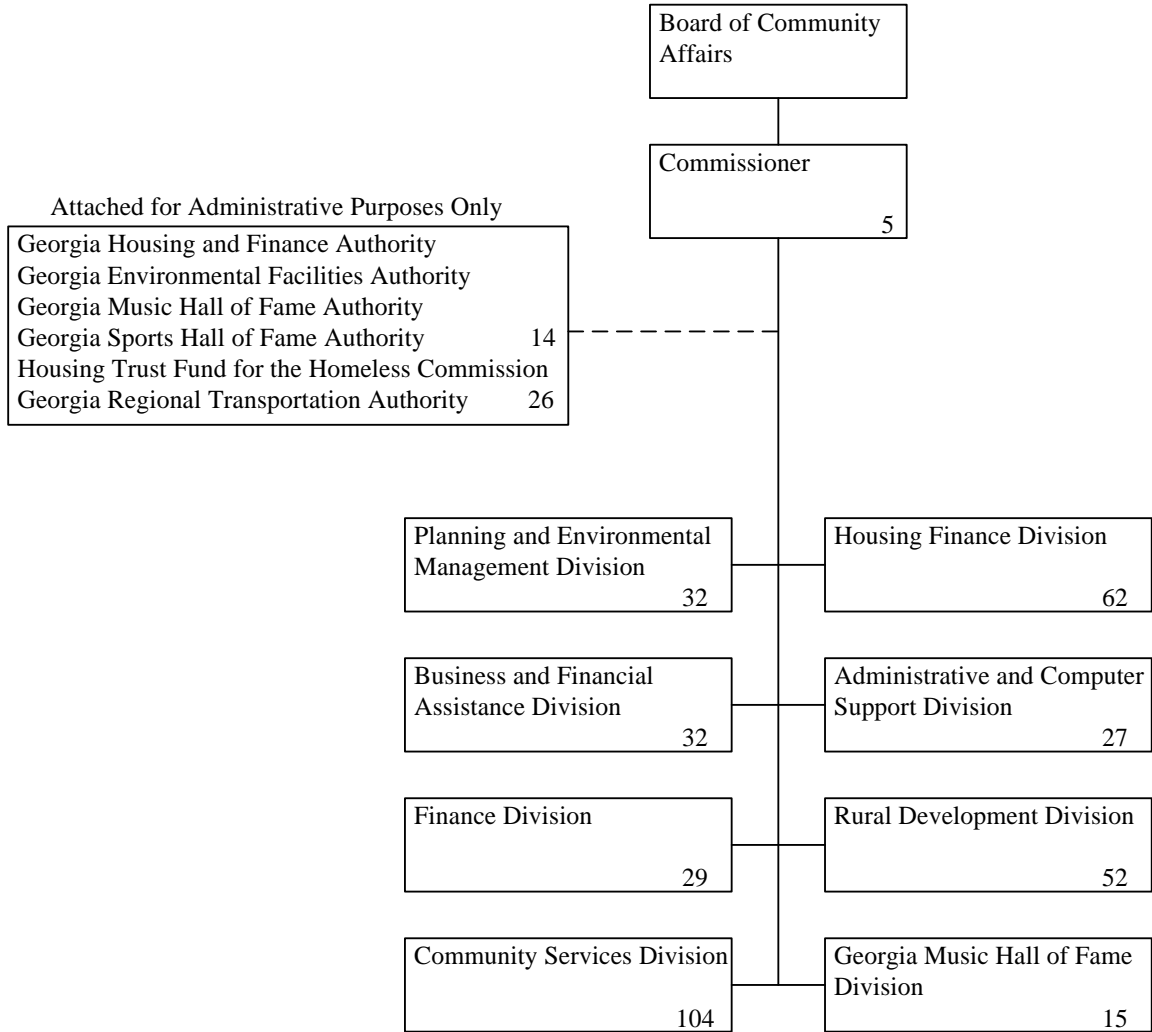 Board of Community
Affairs
Commissioner
5
Attached for Administrative Purposes Only
Georgia Housing and Finance Authority
Georgia Environmental Facilities Authority
Georgia Music Hall of Fame Authority
Georgia Sports Hall of Fame Authority 14
Housing Trust Fund for the Homeless Commission
Georgia Regional Transportation Authority 26
Planning and Environmental
Management Division
32
Housing Finance Division
62
Business and Financial
Assistance Division
32
Administrative and Computer
Support Division
27
Finance Division
29
Rural Development Division
52
Community Services Division
104
Georgia Music Hall of Fame
Division
15